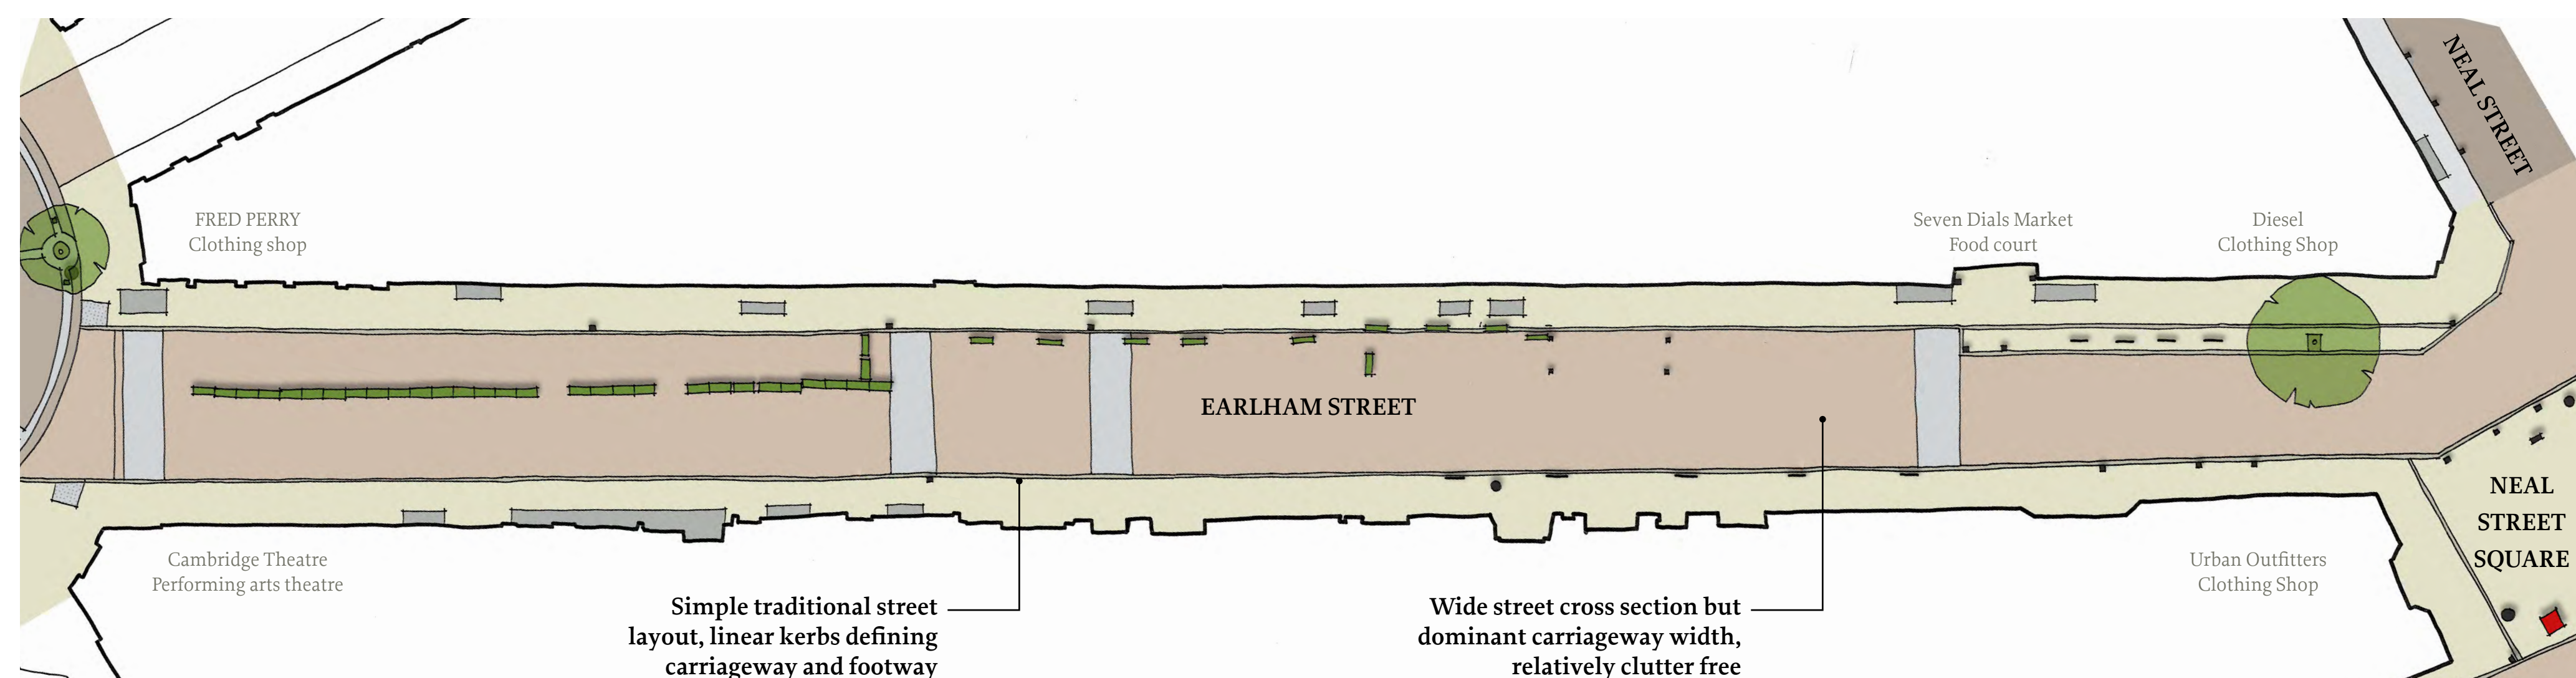 NEAL STREET
FRED PERRY
Clothing shop
Seven Dials Market
Food court
Diesel
Clothing Shop
EARLHAM STREET
NEAL
STREET
SQUARE
Cambridge Theatre
Performing arts theatre
Urban Outfitters
Clothing Shop
Simple traditional street
layout, linear kerbs defining
carriageway and footway
Wide street cross section but
dominant carriageway width,
relatively clutter free